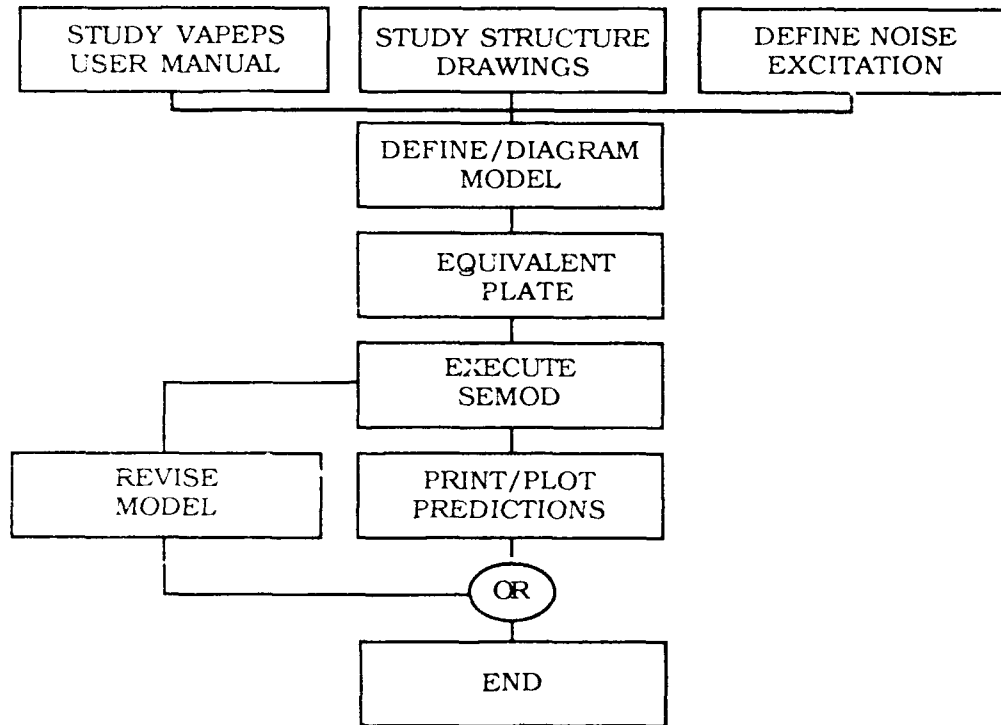 STUDY VAPEPS
USER MANUAL
STUDY STRUCTURE
DRAWINGS
DEFINE NOISE
EXCITATION
DEFINE/DIAGRAM
MODEL
EQUIVALENT
PLATE
EXECUTE
SEMOD
REVISE
MODEL
PRINT/PLOT
PREDICTIONS
OR
END